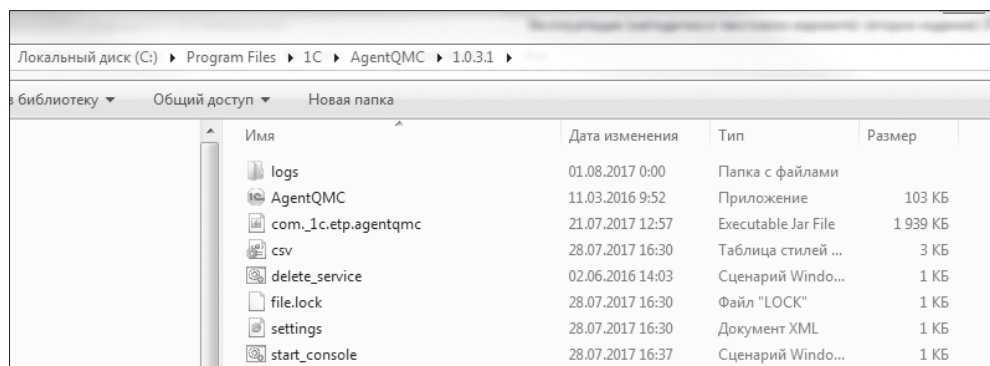 Локальный диск (C:) ▸ Program Files ▸ 1C ▸ AgentQMC ▸ 1.0.3.1 ▸
в библиотеку ▾ Общий доступ ▾ Новая папка
Имя Дата изменения Тип Размер
logs 01.08.2017 0:00 Папка с файлами
AgentQMC 11.03.2016 9:52 Приложение 103 КБ
com._1c.etp.agentqmc 21.07.2017 12:57 Executable Jar File 1 939 КБ
csv 28.07.2017 16:30 Таблица стилей ... 3 КБ
delete_service 02.06.2016 14:03 Сценарий Windo... 1 КБ
file.lock 28.07.2017 16:30 Файл "LOCK" 1 КБ
settings 28.07.2017 16:30 Документ XML 1 КБ
start_console 28.07.2017 16:37 Сценарий Windo... 1 КБ